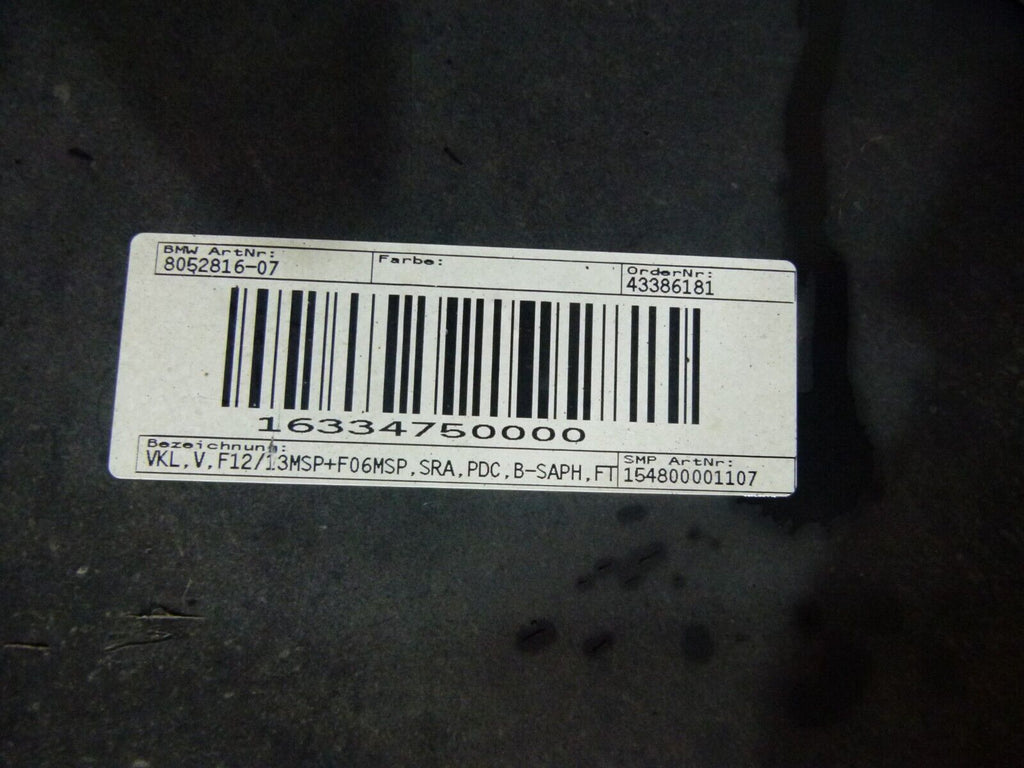 BMW ArtNr: Farbe: OrderNr:
8052816-07 43386181
16334750000
Bezeichnung: SMP ArtNr:
VKL,V,F12/13MSP+F06MSP,SRA,PDC,B-SAPH,FT 154800001107